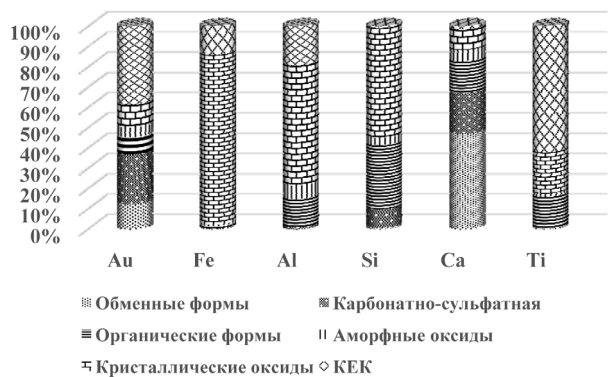 100%
90%
80%
70%
60%
50%
40%
30%
20%
10%
0%
Au Fe Al Si Ca Ti
Обменные формы Карбонатно-сульфатная
Органические формы Аморфные оксиды
Кристаллические оксиды КЕК